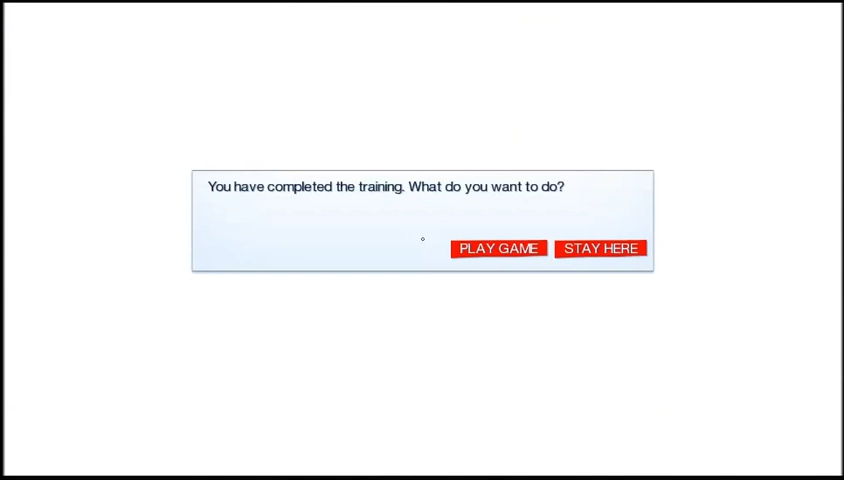 You have completed the training. What do you want to do?
PLAY GAME STAY HERE